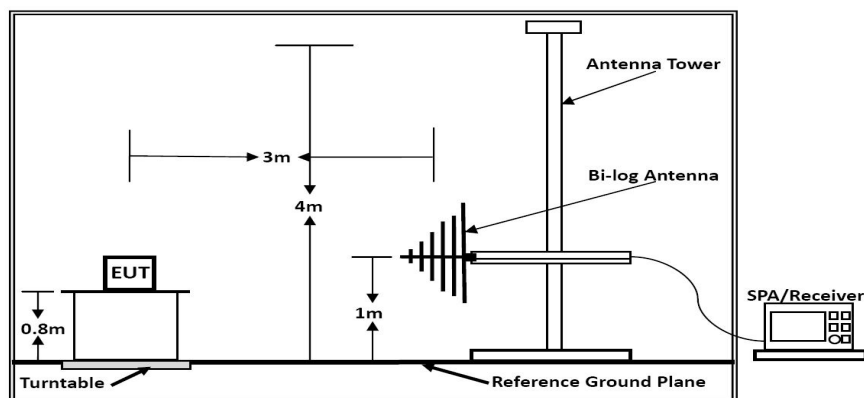 Antenna Tower
3m
Bi-log Antenna
4m
EUT
SPA/Receiver
0.8m
1m
Turntable
Reference Ground Plane